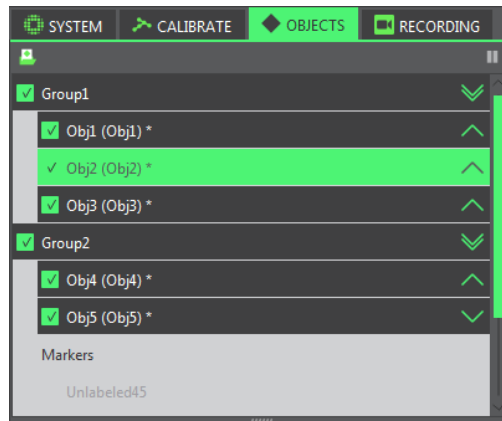 SYSTEM CALIBRATE OBJECTS RECORDING
Group1
Obj1 (Obj1) *
Obj2 (Obj2) *
Obj3 (Obj3) *
Group2
Obj4 (Obj4) *
Obj5 (Obj5) *
Markers
Unlabeled45